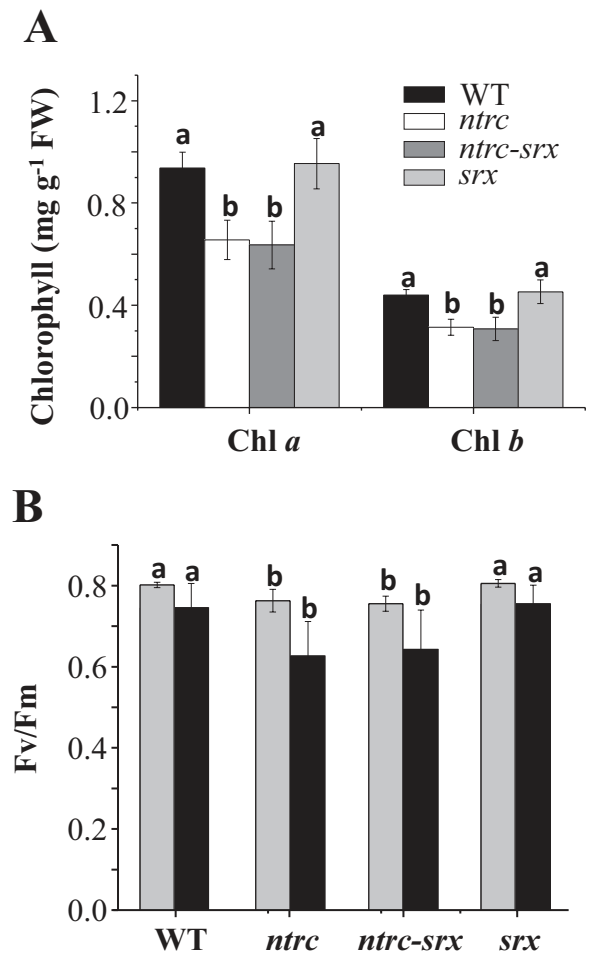 A
Chlorophyll (mg g⁻¹ FW)
1.2
0.8
0.4
0.0
a
b
b
a
a
b
b
a
WT
ntrc
ntrc-srx
srx
Chl a
Chl b
B
Fv/Fm
0.8
0.6
0.4
0.2
0.0
a
a
b
b
b
b
a
a
WT
ntrc
ntrc-srx
srx